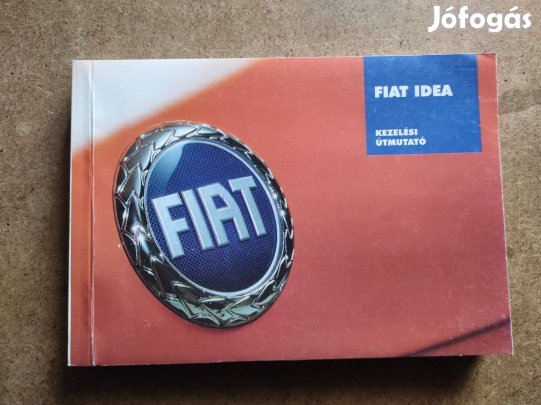 Jófogás
FIAT IDEA
KEZELÉSI
ÚTMUTATÓ
FIAT